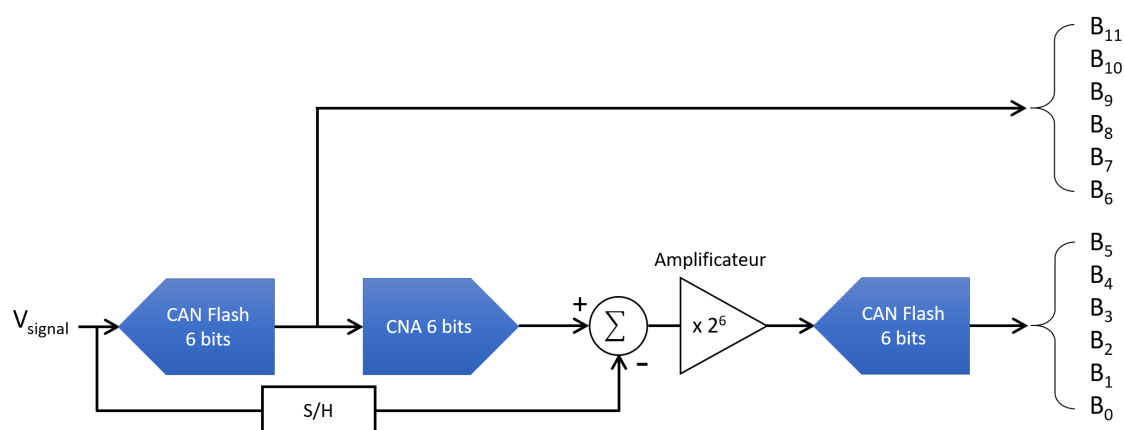 B₁₁
B₁₀
B₉
B₈
B₇
B₆
B₅
B₄
B₃
B₂
B₁
B₀
Amplificateur
V_signal
CAN Flash
6 bits
CNA 6 bits
+
Σ
−
x 2⁶
CAN Flash
6 bits
S/H